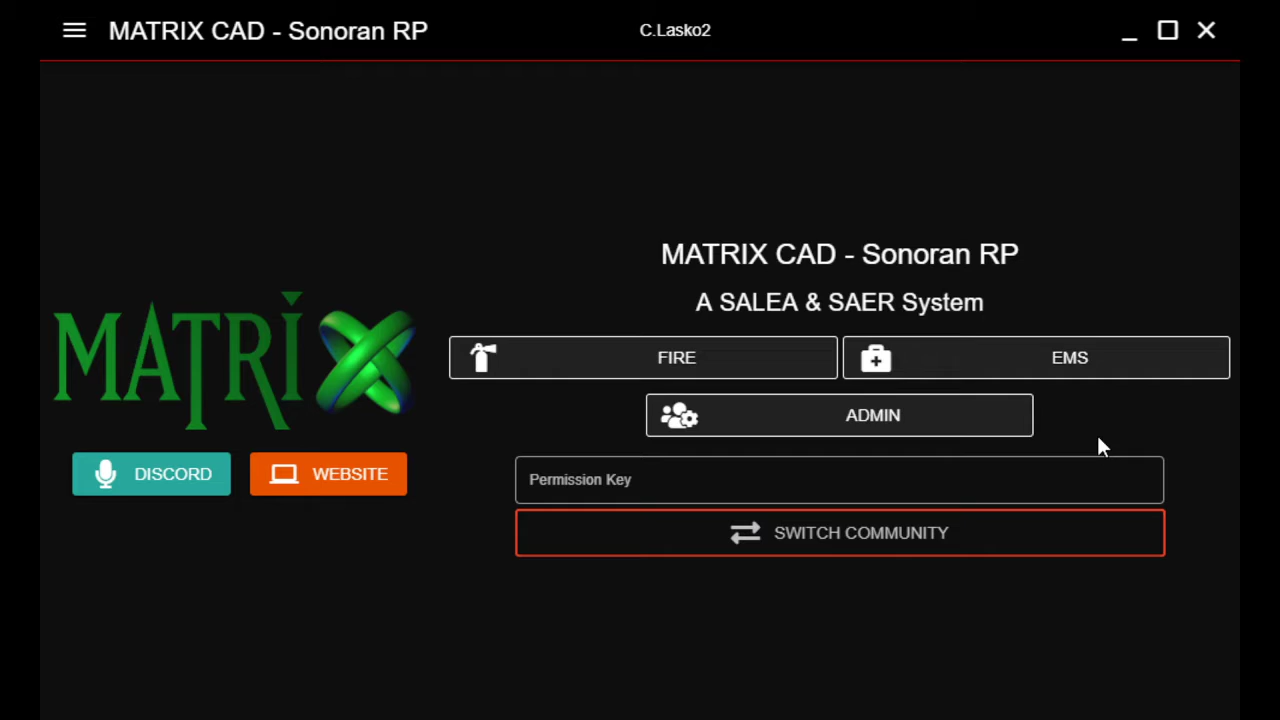 MATRIX CAD - Sonoran RP
C.Lasko2
MATRIX CAD - Sonoran RP
A SALEA & SAER System
MATRIX
FIRE
EMS
ADMIN
DISCORD
WEBSITE
Permission Key
SWITCH COMMUNITY